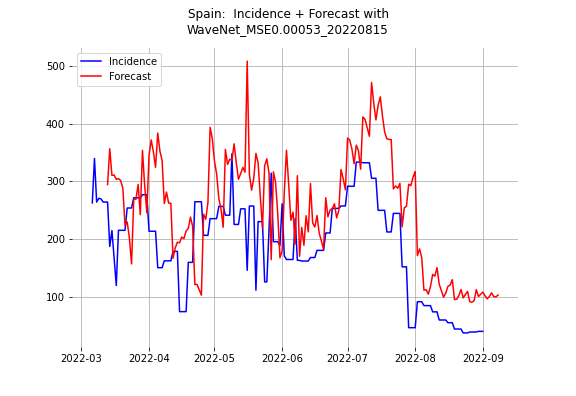 Spain:  Incidence + Forecast with
WaveNet_MSE0.00053_20220815
Incidence
Forecast
500
400
300
200
100
2022-03 2022-04 2022-05 2022-06 2022-07 2022-08 2022-09